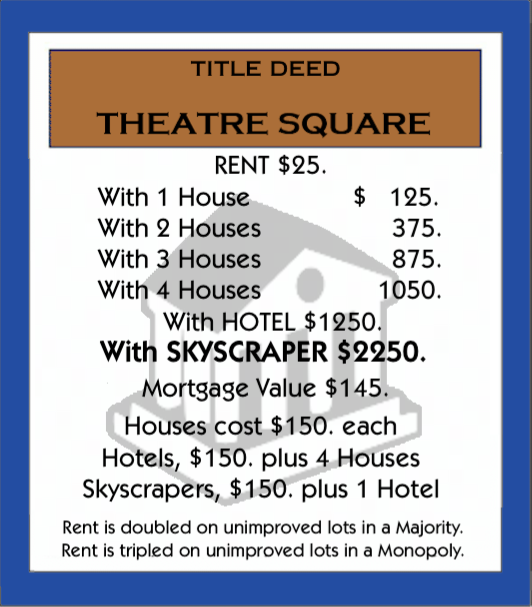 TITLE DEED
THEATRE SQUARE
RENT $25.
With 1 House $ 125.
With 2 Houses 375.
With 3 Houses 875.
With 4 Houses 1050.
With HOTEL $1250.
With SKYSCRAPER $2250.
Mortgage Value $145.
Houses cost $150. each
Hotels, $150. plus 4 Houses
Skyscrapers, $150. plus 1 Hotel
Rent is doubled on unimproved lots in a Majority.
Rent is tripled on unimproved lots in a Monopoly.